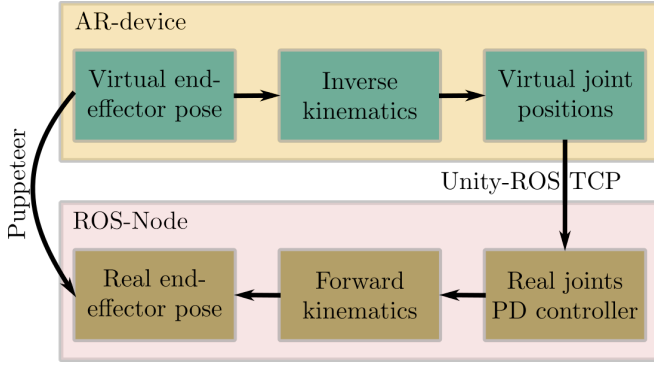 AR-device
Virtual end-
effector pose
Inverse
kinematics
Virtual joint
positions
Puppeteer
Unity-ROS TCP
ROS-Node
Real end-
effector pose
Forward
kinematics
Real joints
PD controller